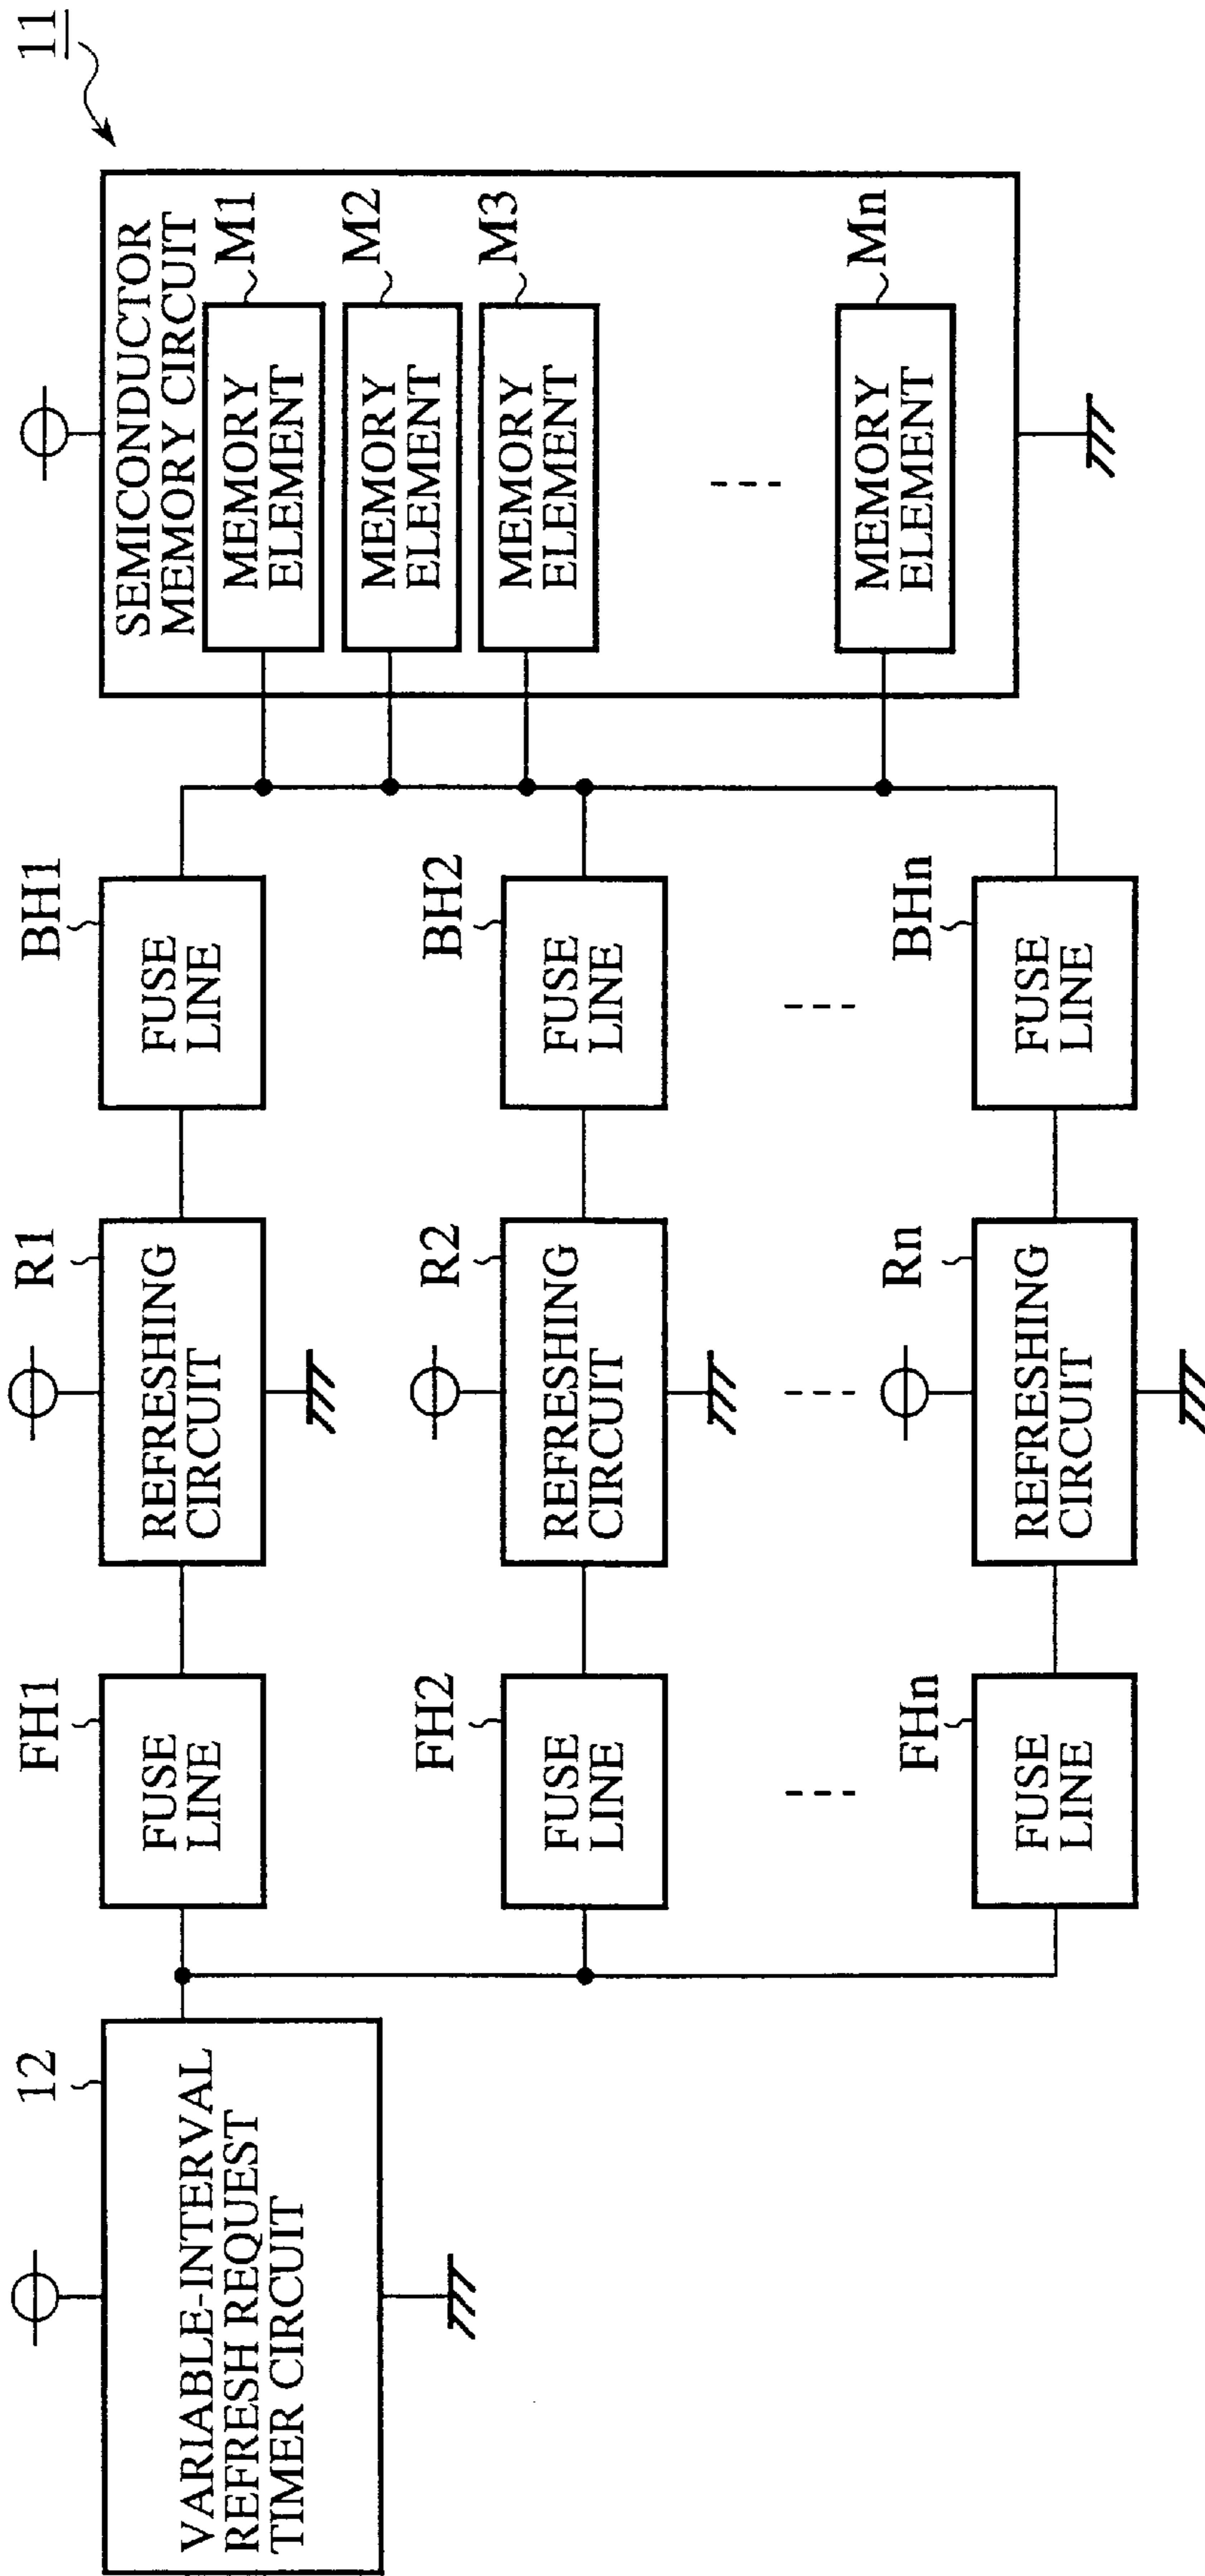 11
SEMICONDUCTOR
MEMORY CIRCUIT
M1
MEMORY
ELEMENT
M2
MEMORY
ELEMENT
M3
MEMORY
ELEMENT
Mn
MEMORY
ELEMENT
12
VARIABLE-INTERVAL
REFRESH REQUEST
TIMER CIRCUIT
FH1
FUSE
LINE
R1
REFRESHING
CIRCUIT
BH1
FUSE
LINE
FH2
FUSE
LINE
R2
REFRESHING
CIRCUIT
BH2
FUSE
LINE
FHn
FUSE
LINE
Rn
REFRESHING
CIRCUIT
BHn
FUSE
LINE